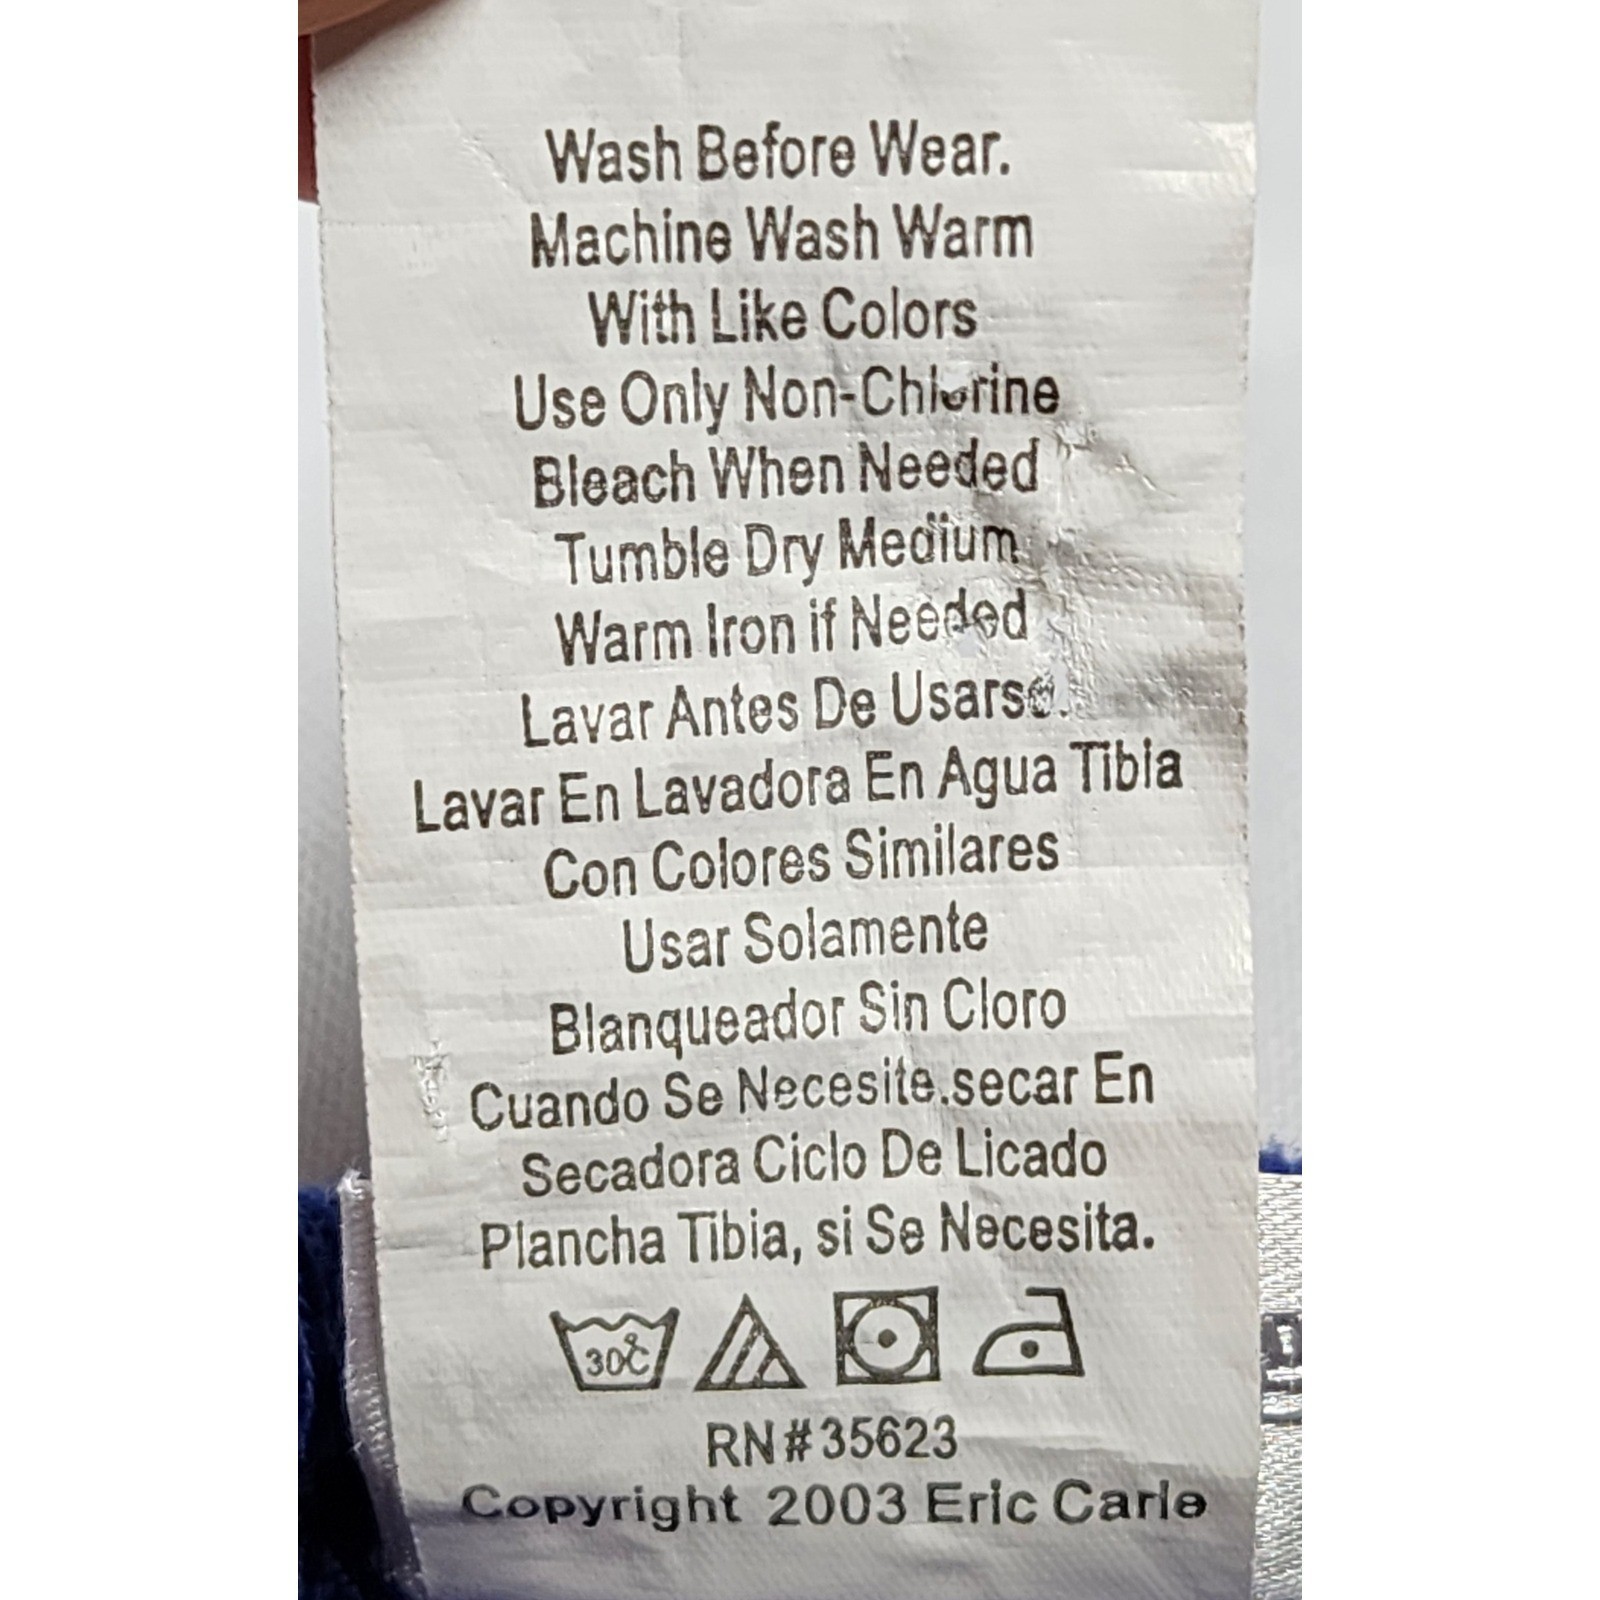 Wash Before Wear.
Machine Wash Warm
With Like Colors
Use Only Non-Chlorine
Bleach When Needed
Tumble Dry Medium
Warm Iron if Needed
Lavar Antes De Usarse.
Lavar En Lavadora En Agua Tibia
Con Colores Similares
Usar Solamente
Blanqueador Sin Cloro
Cuando Se Necesite.secar En
Secadora Ciclo De Licado
Plancha Tibia, si Se Necesita.
30°C
RN#35623
Copyright 2003 Eric Carle